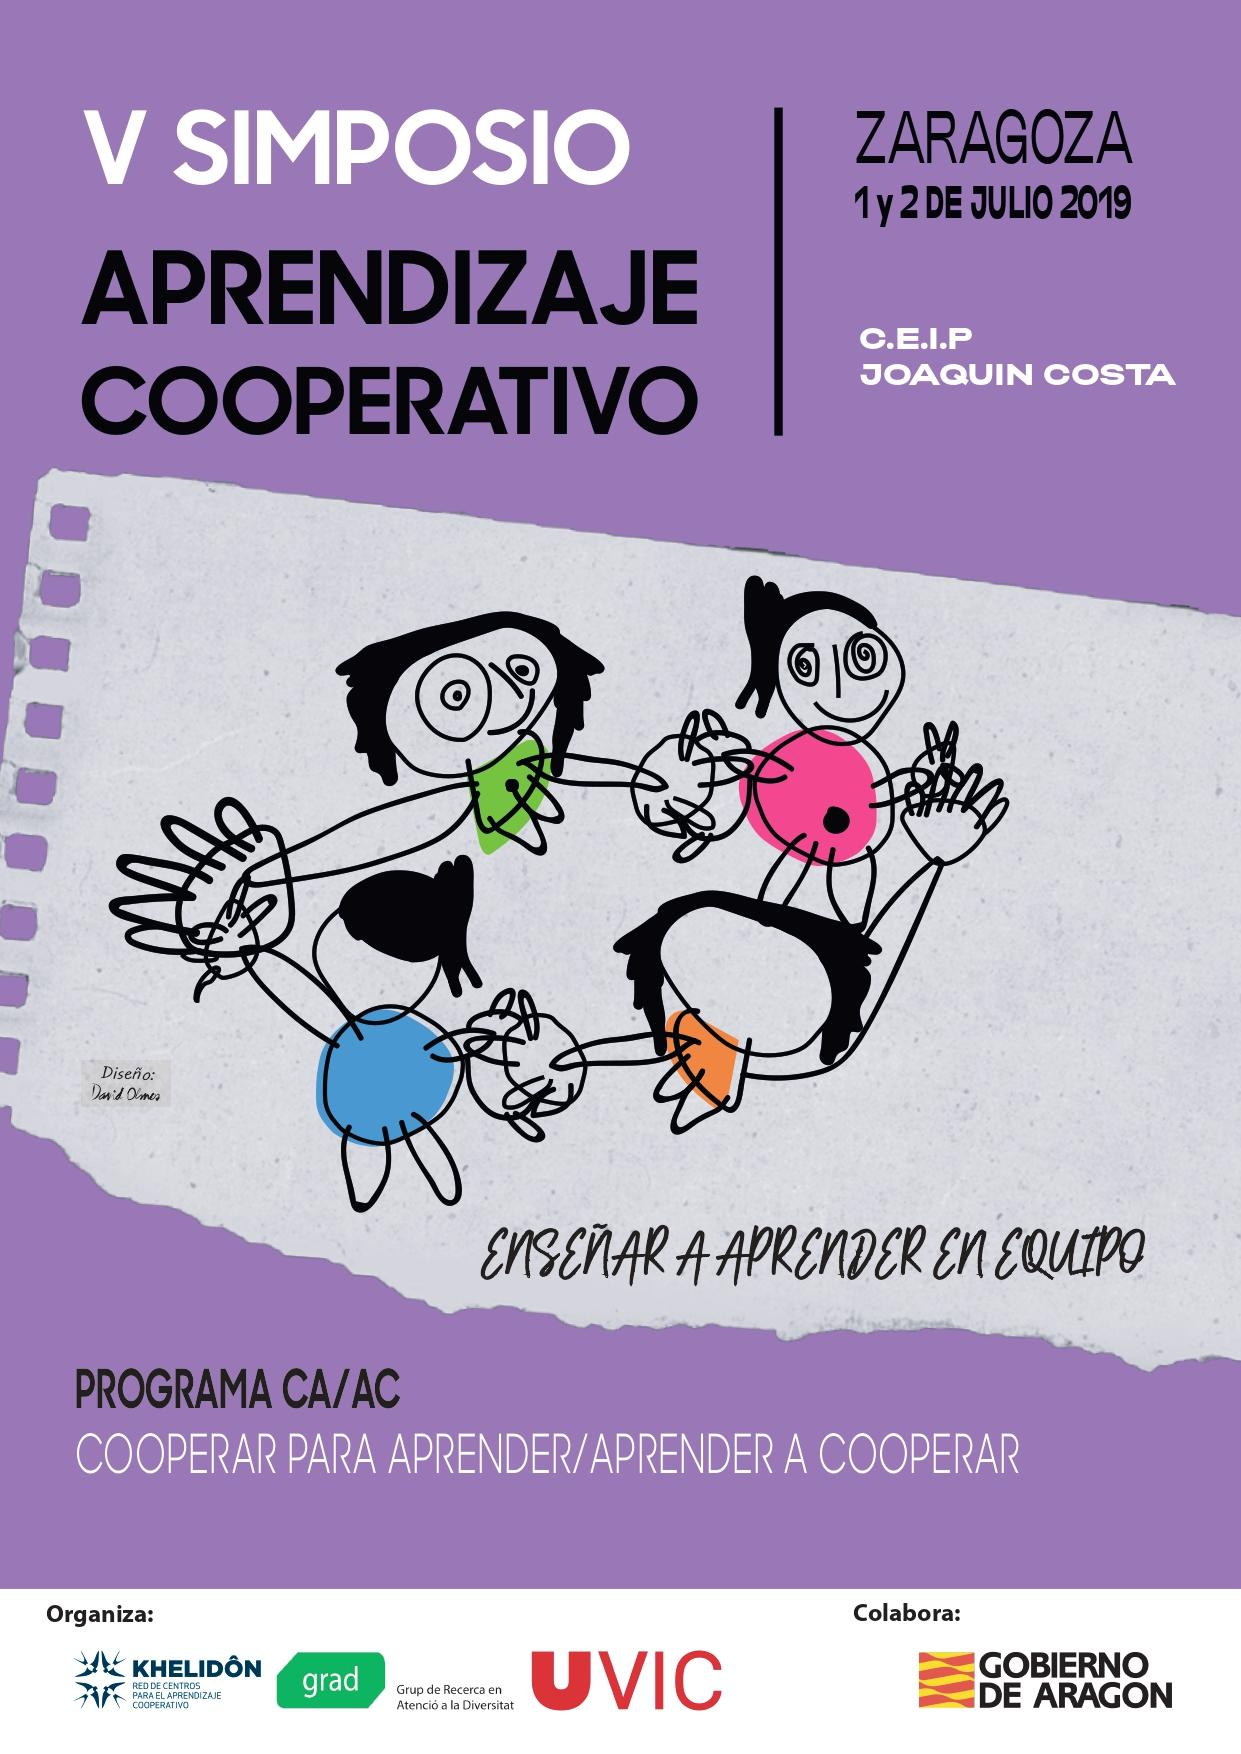 V SIMPOSIO
APRENDIZAJE
COOPERATIVO
ZARAGOZA
1 y 2 DE JULIO 2019
C.E.I.P
JOAQUIN COSTA
Diseño:
David Olmos
ENSEÑAR A APRENDER EN EQUIPO
PROGRAMA CA/AC
COOPERAR PARA APRENDER/APRENDER A COOPERAR
Organiza:
KHELIDÔN
RED DE CENTROS
PARA EL APRENDIZAJE
COOPERATIVO
grad
Grup de Recerca en
Atenció a la Diversitat
UVIC
Colabora:
GOBIERNO
DE ARAGON